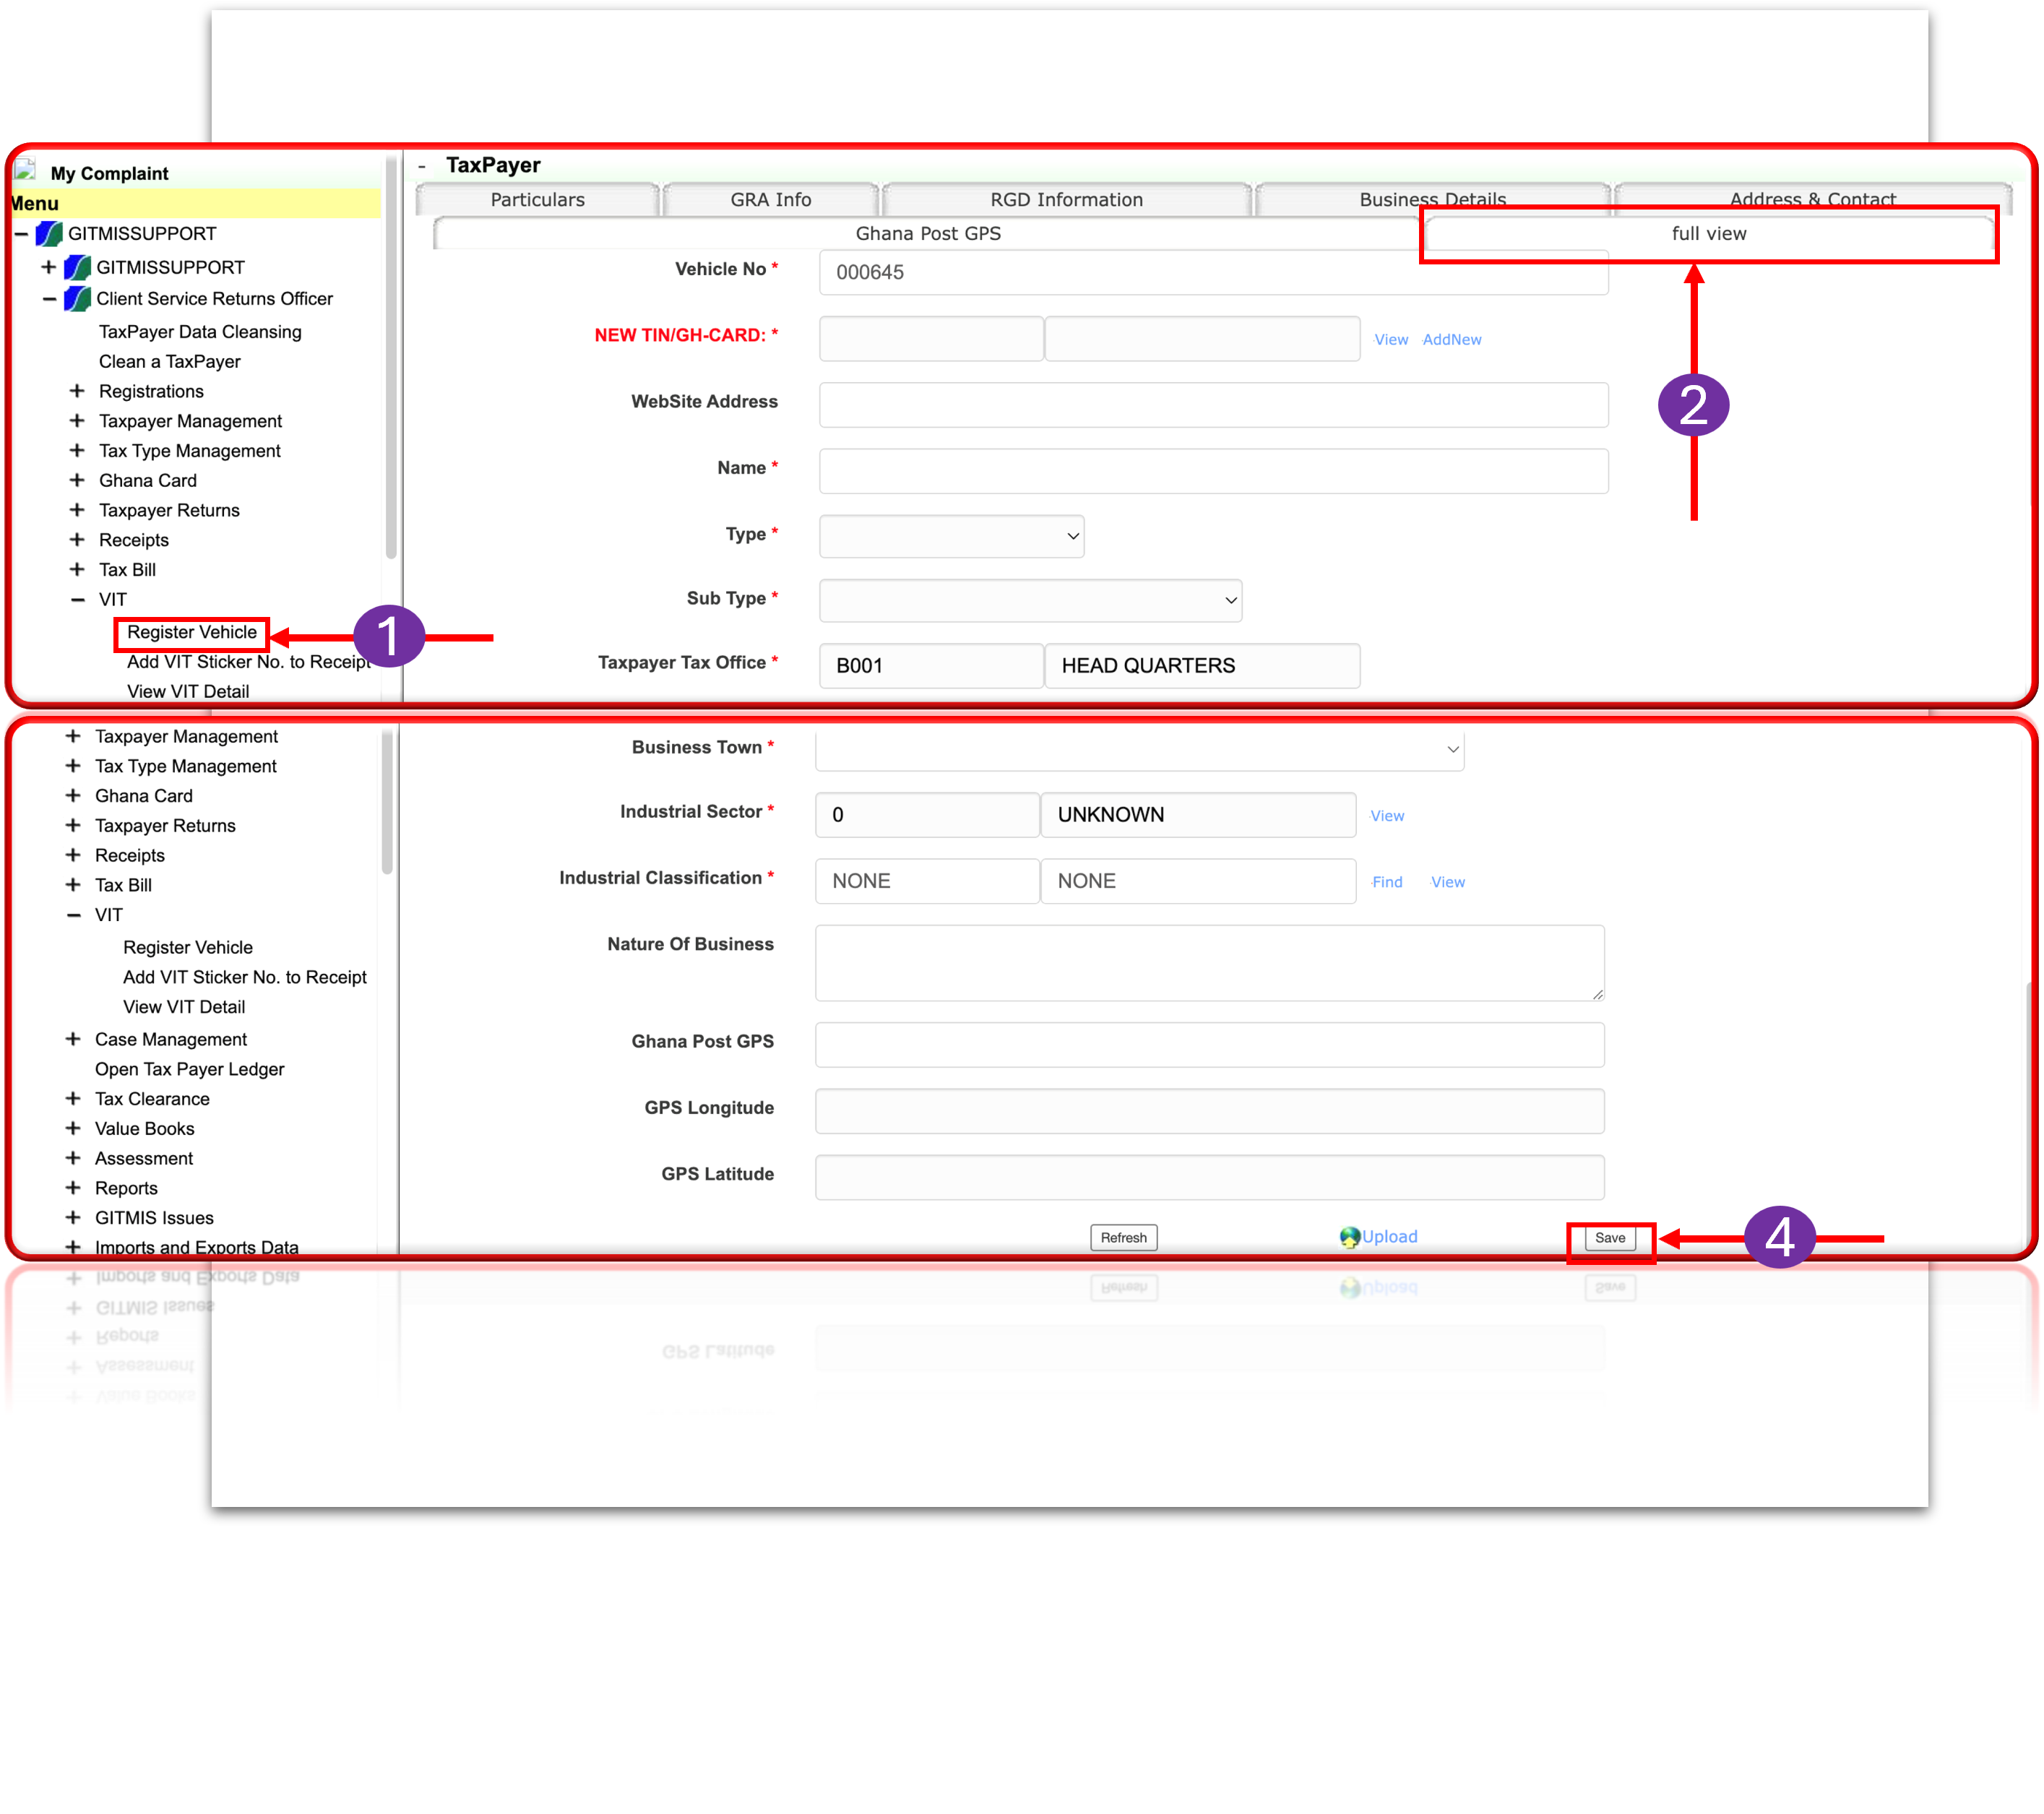 My Complaint
Menu
GITMISSUPPORT
GITMISSUPPORT
Client Service Returns Officer
TaxPayer Data Cleansing
Clean a TaxPayer
Registrations
Taxpayer Management
Tax Type Management
Ghana Card
Taxpayer Returns
Receipts
Tax Bill
VIT
Register Vehicle
1
Add VIT Sticker No. to Receipt
View VIT Detail
- TaxPayer
Particulars GRA Info RGD Information Business Details Address & Contact
Ghana Post GPS full view
2
Vehicle No * 000645
NEW TIN/GH-CARD: * View AddNew
WebSite Address
Name *
Type *
Sub Type *
Taxpayer Tax Office * B001 HEAD QUARTERS
Taxpayer Management
Tax Type Management
Ghana Card
Taxpayer Returns
Receipts
Tax Bill
VIT
Register Vehicle
Add VIT Sticker No. to Receipt
View VIT Detail
Case Management
Open Tax Payer Ledger
Tax Clearance
Value Books
Assessment
Reports
GITMIS Issues
Imports and Exports Data
Business Town *
Industrial Sector * 0 UNKNOWN View
Industrial Classification * NONE NONE Find View
Nature Of Business
Ghana Post GPS
GPS Longitude
GPS Latitude
Refresh Upload Save
4